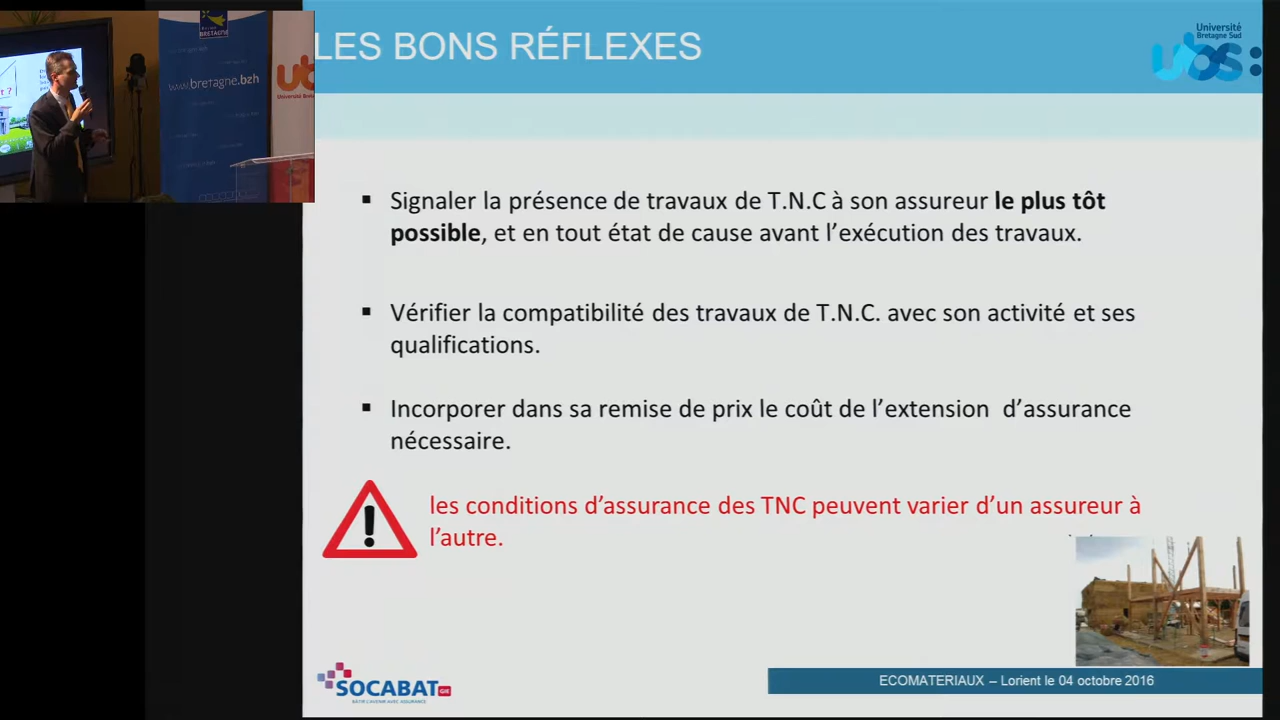 BRETAGNE
www.bretagne.bzh
t ?
LES BONS RÉFLEXES
Université
Bretagne Sud
ubs:
▪ Signaler la présence de travaux de T.N.C à son assureur le plus tôt
possible, et en tout état de cause avant l’exécution des travaux.
▪ Vérifier la compatibilité des travaux de T.N.C. avec son activité et ses
qualifications.
▪ Incorporer dans sa remise de prix le coût de l’extension d’assurance
nécessaire.
les conditions d’assurance des TNC peuvent varier d’un assureur à
l’autre.
SOCABAT GIE
BÂTIR L'AVENIR AVEC ASSURANCE
ECOMATERIAUX – Lorient le 04 octobre 2016